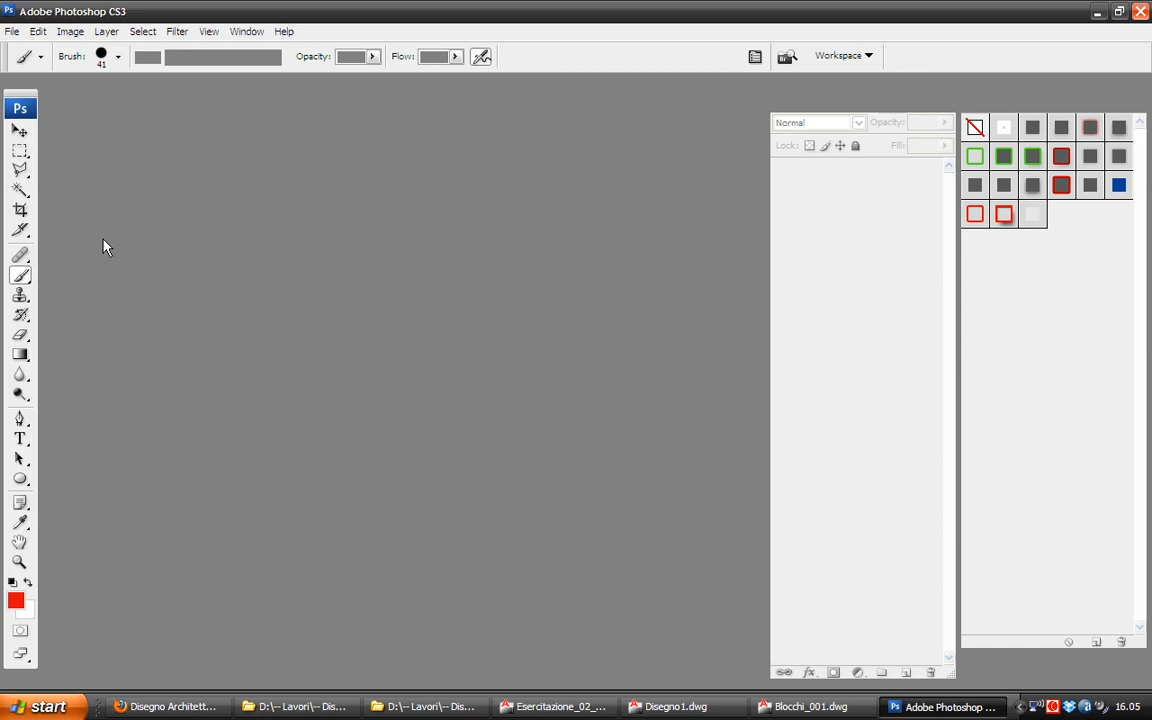 Adobe Photoshop CS3
File Edit Image Layer Select Filter View Window Help
Brush: 41 Opacity: Flow: Workspace
Ps
Normal Opacity:
Lock: Fill:
T
start Disegno Architett... D:\-- Lavori\-- Dis... D:\-- Lavori\-- Dis... Esercitazione_02_... Disegno1.dwg Blocchi_001.dwg Ps Adobe Photoshop ... 16.05